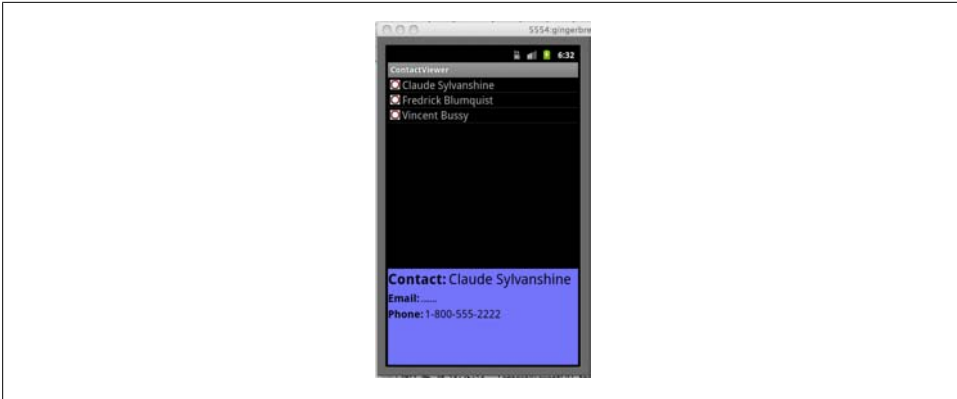 5554:gingerbre
6:32
ContactViewer
Claude Sylvanshine
Fredrick Blumquist
Vincent Bussy
Contact: Claude Sylvanshine
Email: ......
Phone: 1-800-555-2222